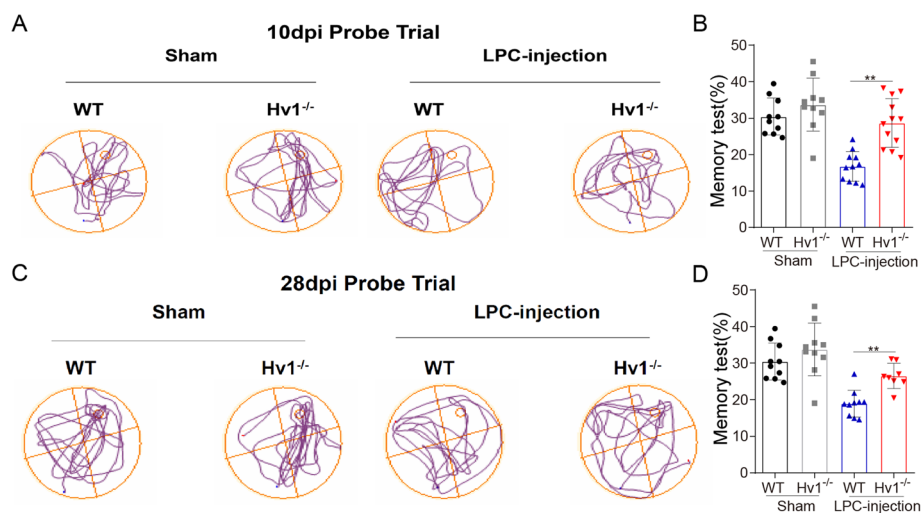 A
10dpi Probe Trial
Sham
LPC-injection
WT
Hv1-/-
WT
Hv1-/-
B
Memory test(%)
50
40
30
20
10
0
**
WT Hv1-/- WT Hv1-/-
Sham LPC-injection
C
28dpi Probe Trial
Sham
LPC-injection
WT
Hv1-/-
WT
Hv1-/-
D
Memory test(%)
50
40
30
20
10
0
**
WT Hv1-/- WT Hv1-/-
Sham LPC-injection